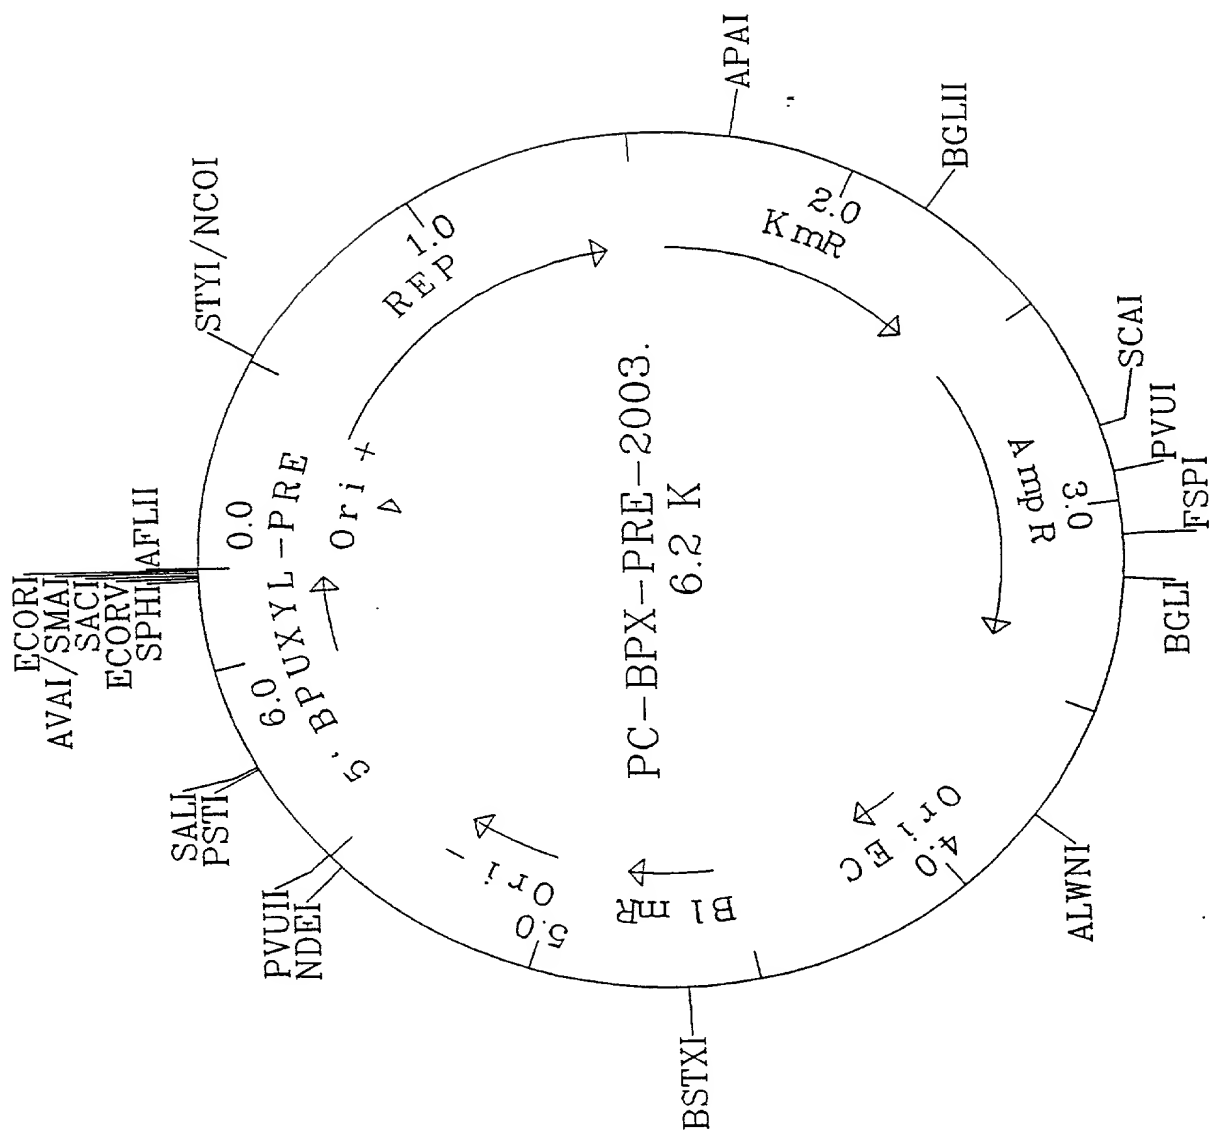 PC-BPX-PRE-2003.
6.2 K
ECORI
AVAI/SMAI
SACI
ECORV
SPHI
AFLII
0.0
STYI/NCOI
1.0
REP
APAI
2.0
KmR
BGLII
SCAI
PVUI
3.0
AmpR
FSPI
BGLI
ALWNI
4.0
Ori EC
BlmR
BSTXI
5.0
Ori -
NDEI
PVUII
PSTI
SALI
6.0
5' BPUXYL-PRE
Ori +